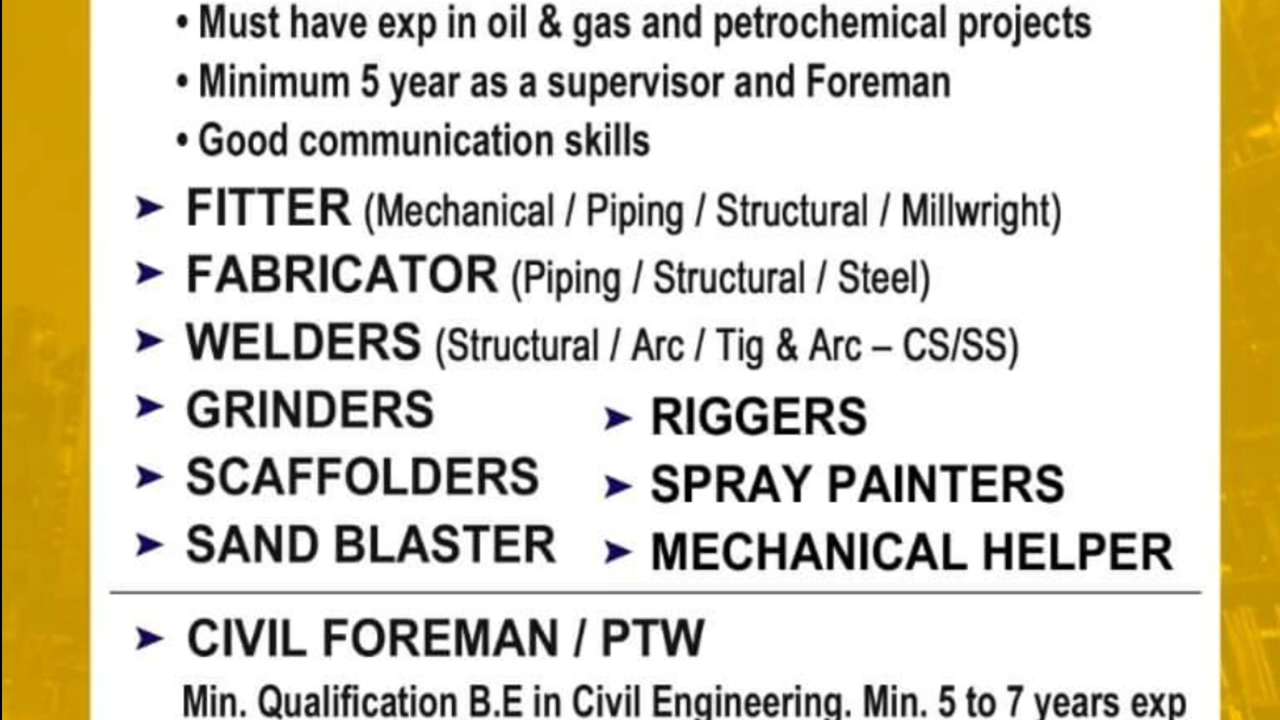 • Must have exp in oil & gas and petrochemical projects
• Minimum 5 year as a supervisor and Foreman
• Good communication skills
➤ FITTER (Mechanical / Piping / Structural / Millwright)
➤ FABRICATOR (Piping / Structural / Steel)
➤ WELDERS (Structural / Arc / Tig & Arc – CS/SS)
➤ GRINDERS ➤ RIGGERS
➤ SCAFFOLDERS ➤ SPRAY PAINTERS
➤ SAND BLASTER ➤ MECHANICAL HELPER
➤ CIVIL FOREMAN / PTW
Min. Qualification B.E in Civil Engineering. Min. 5 to 7 years exp